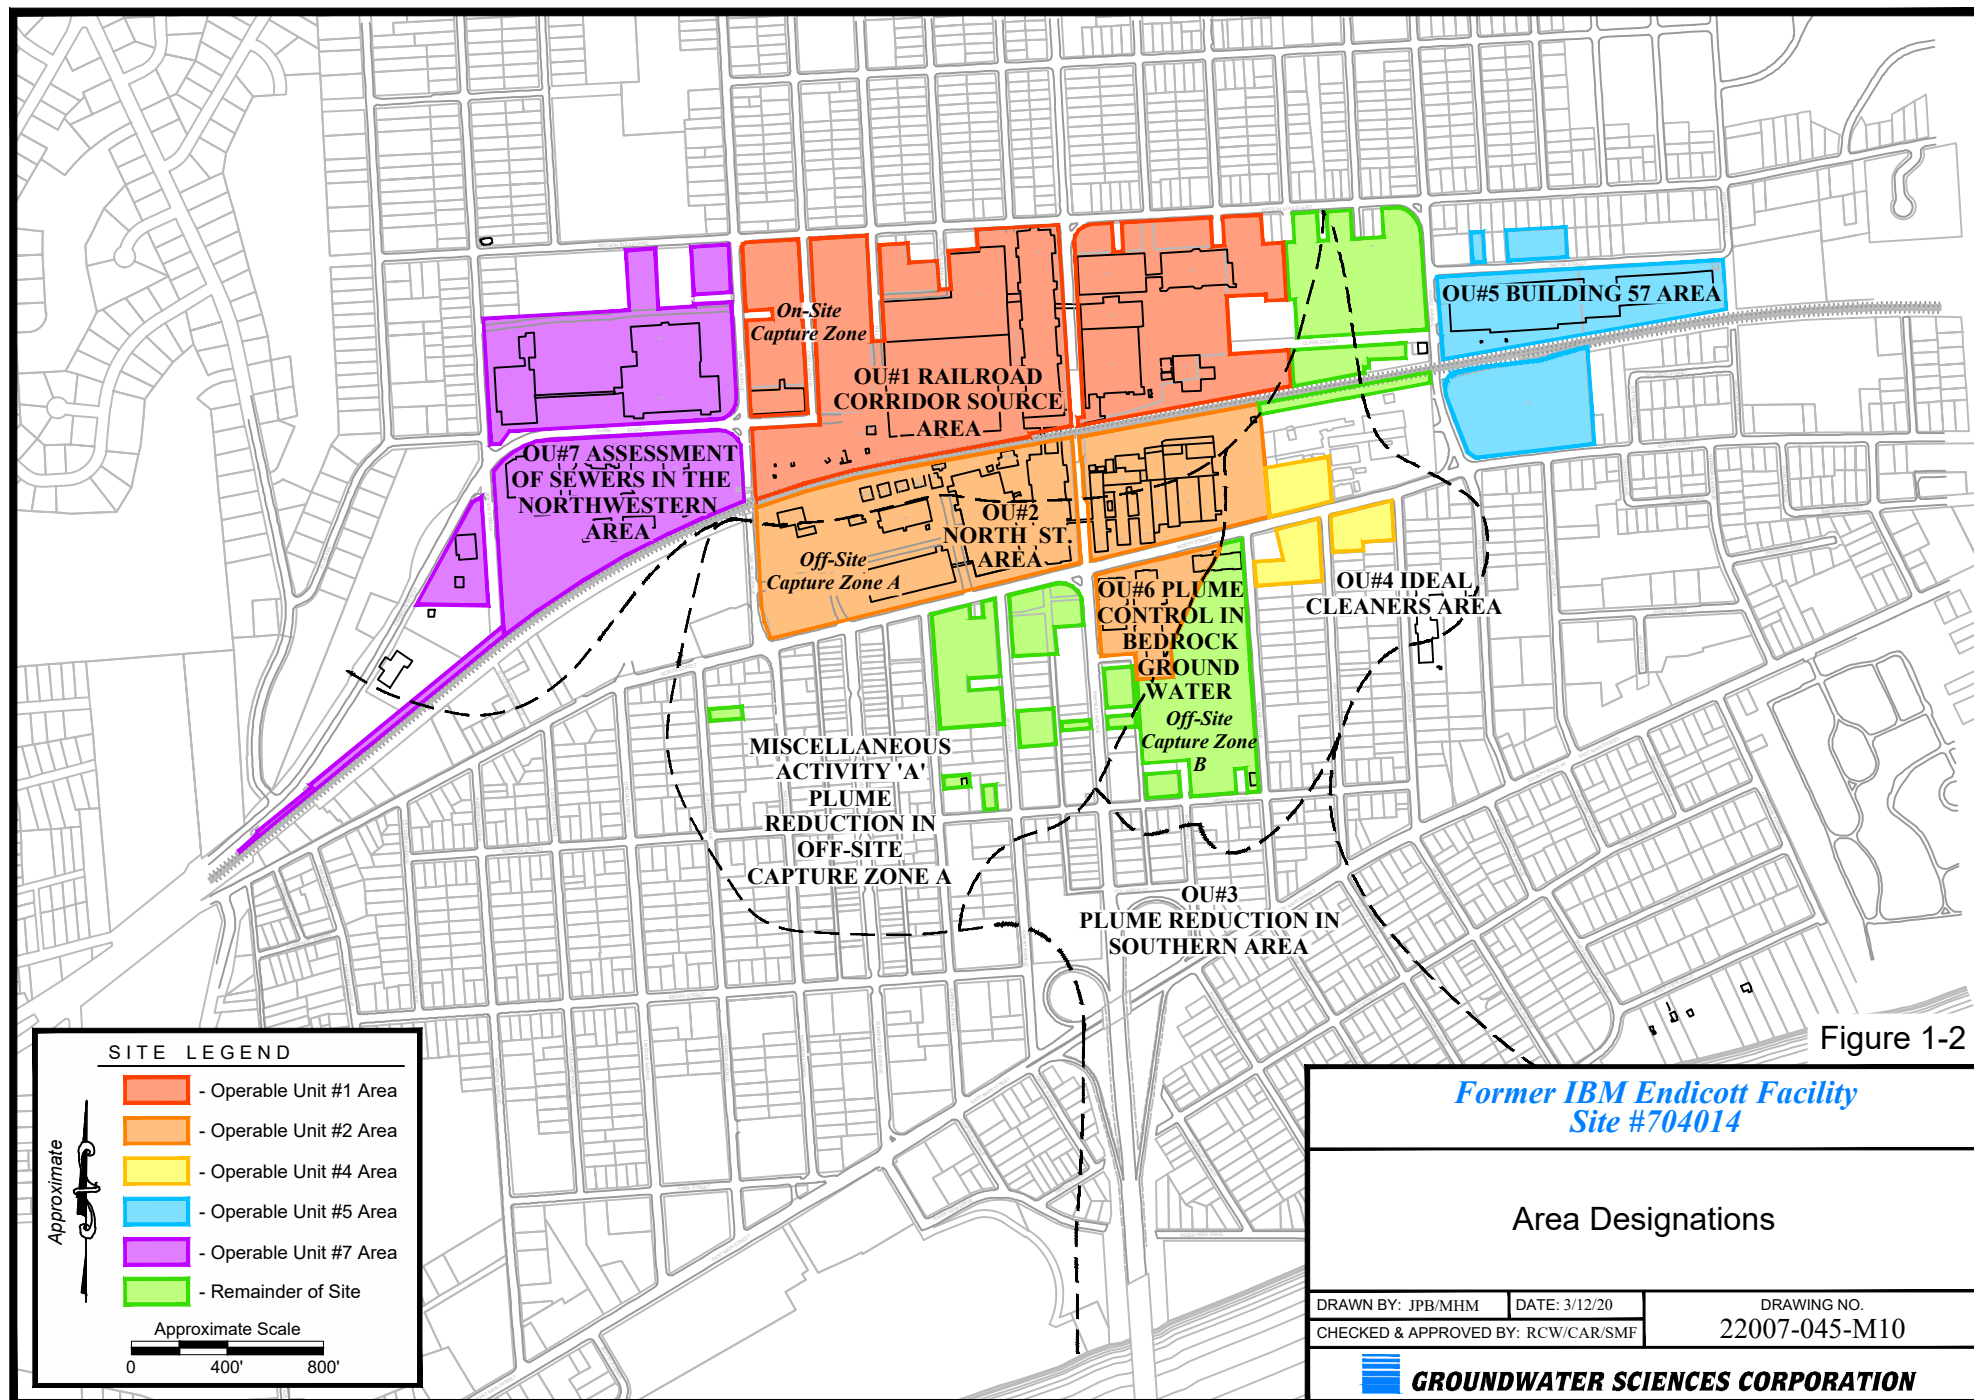 On-Site
Capture Zone
OU#1 RAILROAD
CORRIDOR SOURCE
AREA
OU#5 BUILDING 57 AREA
OU#7 ASSESSMENT
OF SEWERS IN THE
NORTHWESTERN
AREA
OU#2
NORTH ST.
AREA
Off-Site
Capture Zone A
OU#6 PLUME
CONTROL IN
BEDROCK
GROUND
WATER
Off-Site
Capture Zone
B
OU#4 IDEAL
CLEANERS AREA
MISCELLANEOUS
ACTIVITY 'A'
PLUME
REDUCTION IN
OFF-SITE
CAPTURE ZONE A
OU#3
PLUME REDUCTION IN
SOUTHERN AREA
SITE LEGEND
- Operable Unit #1 Area
- Operable Unit #2 Area
- Operable Unit #4 Area
- Operable Unit #5 Area
- Operable Unit #7 Area
- Remainder of Site
Approximate
Approximate Scale
0 400' 800'
Figure 1-2
Former IBM Endicott Facility
Site #704014
Area Designations
DRAWN BY: JPB/MHM
DATE: 3/12/20
CHECKED & APPROVED BY: RCW/CAR/SMF
DRAWING NO.
22007-045-M10
GROUNDWATER SCIENCES CORPORATION